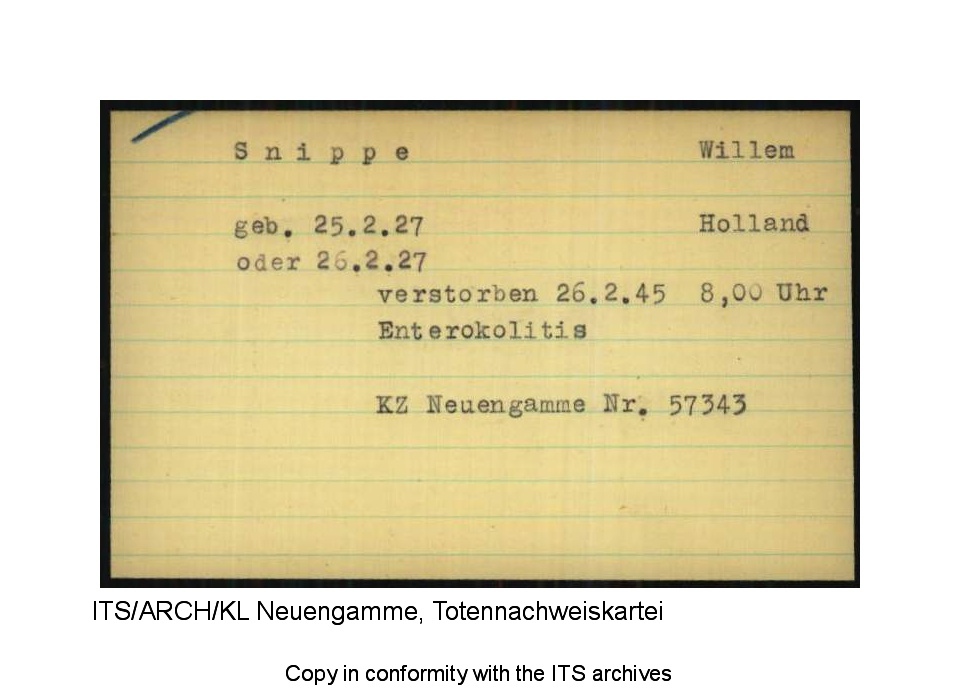 S n i p p e Willem
geb. 25.2.27 Holland
oder 26.2.27
verstorben 26.2.45 8,00 Uhr
Enterokolitis
KZ Neuengamme Nr. 57343
ITS/ARCH/KL Neuengamme, Totennachweiskartei
Copy in conformity with the ITS archives